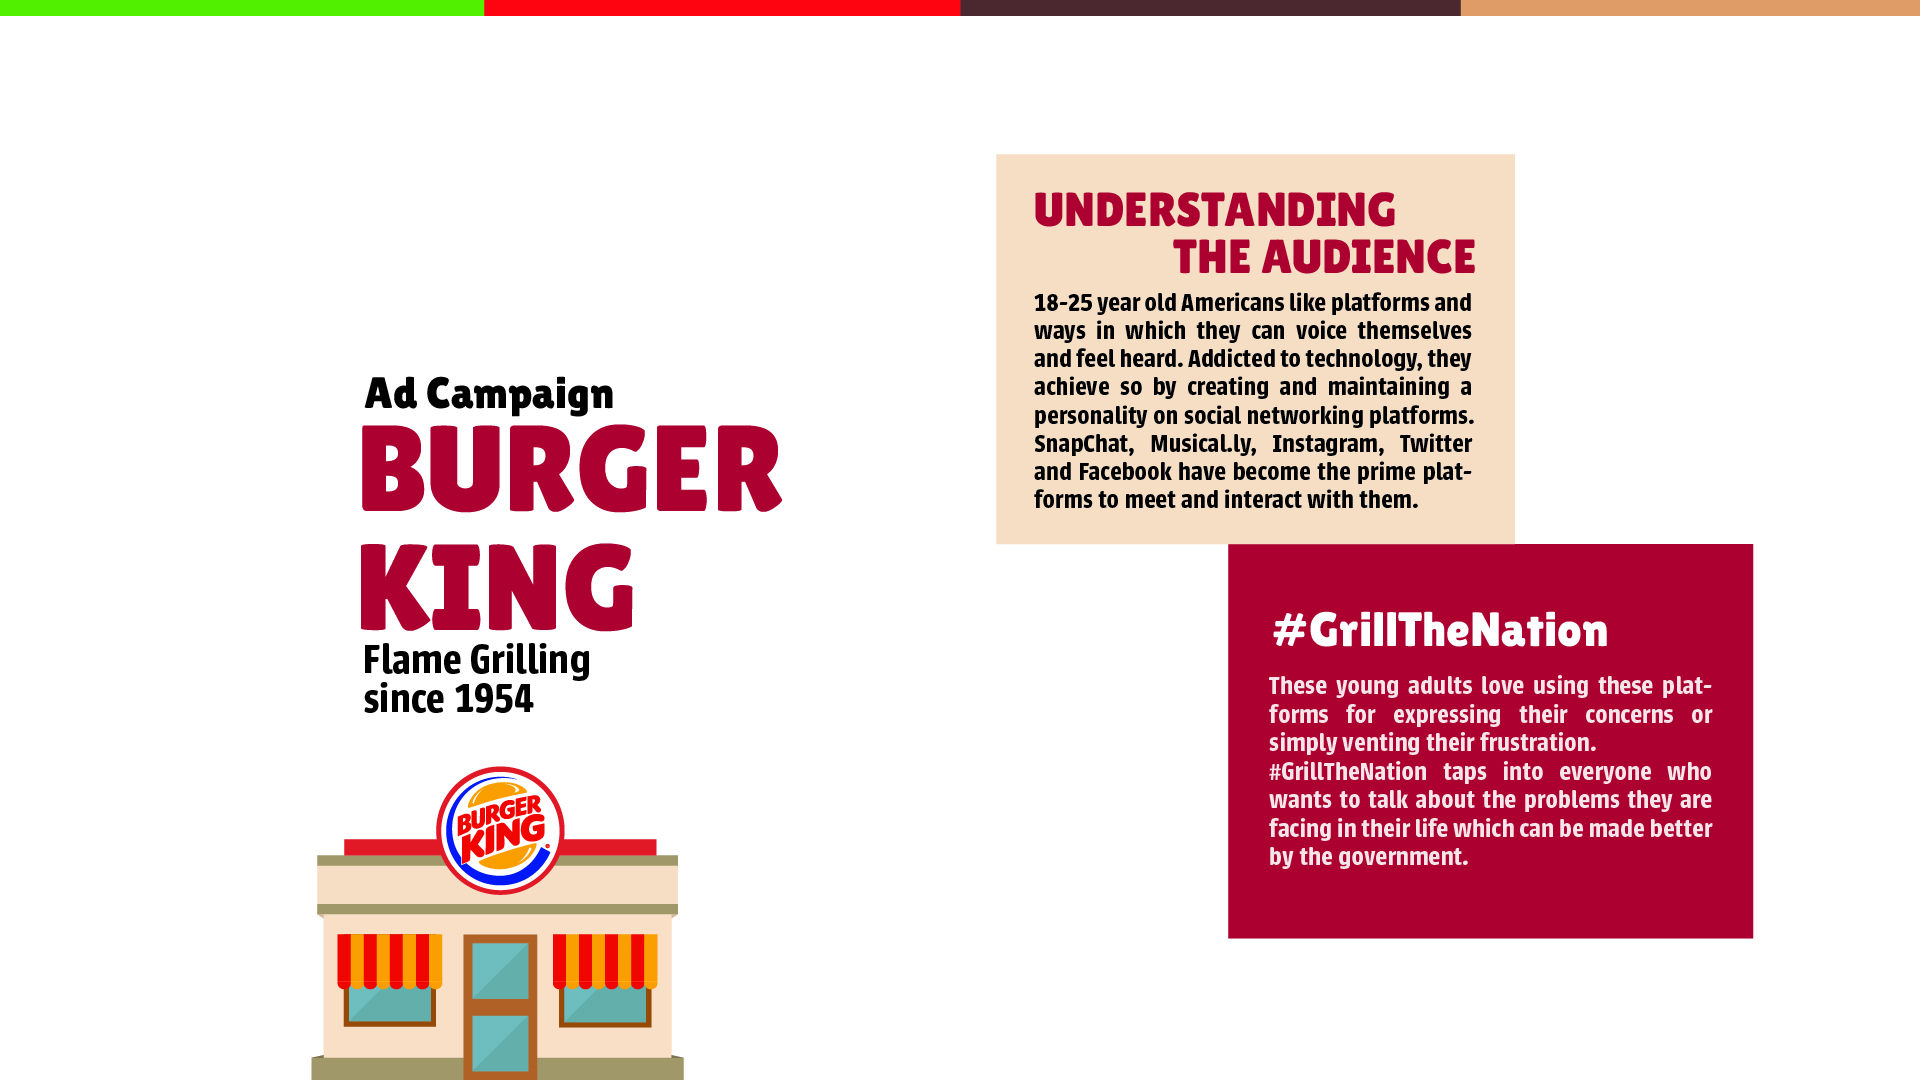 Ad Campaign
BURGER
KING
Flame Grilling
since 1954
BURGER
KING
UNDERSTANDING
THE AUDIENCE
18-25 year old Americans like platforms and
ways in which they can voice themselves
and feel heard. Addicted to technology, they
achieve so by creating and maintaining a
personality on social networking platforms.
SnapChat, Musical.ly, Instagram, Twitter
and Facebook have become the prime plat-
forms to meet and interact with them.
#GrillTheNation
These young adults love using these plat-
forms for expressing their concerns or
simply venting their frustration.
#GrillTheNation taps into everyone who
wants to talk about the problems they are
facing in their life which can be made better
by the government.